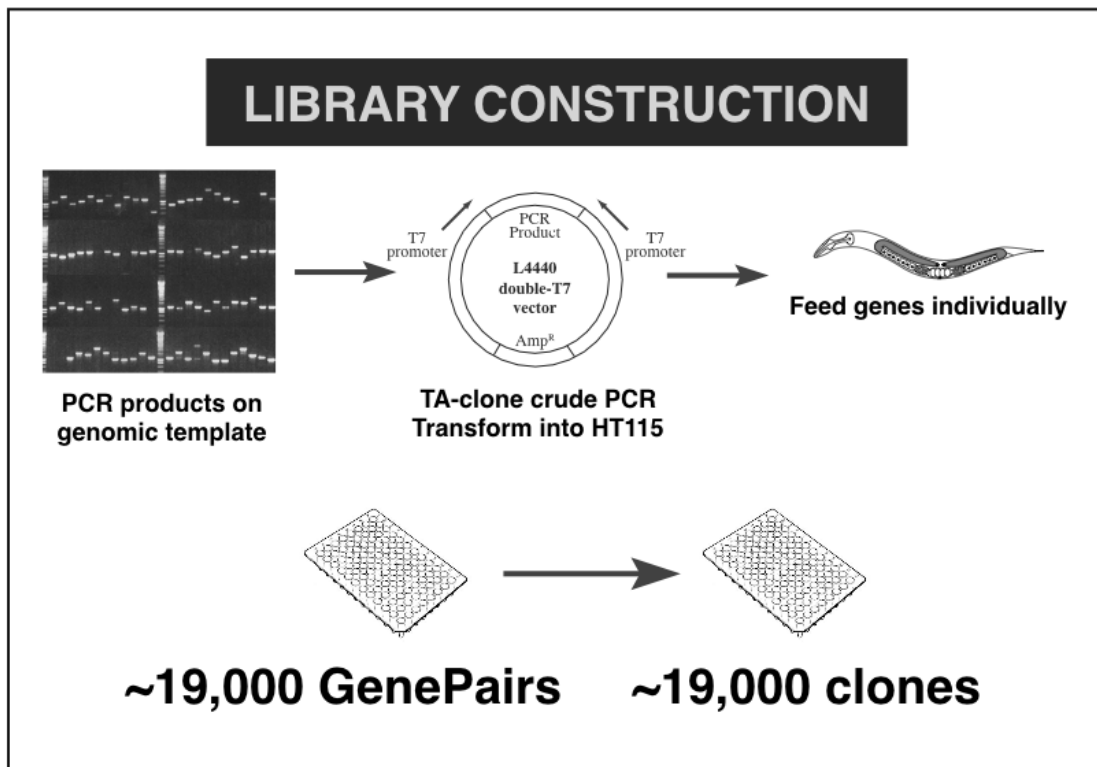 LIBRARY CONSTRUCTION
T7
promoter
PCR
Product
L4440
double-T7
vector
Amp^R
T7
promoter
Feed genes individually
PCR products on
genomic template
TA-clone crude PCR
Transform into HT115
~19,000 GenePairs
~19,000 clones